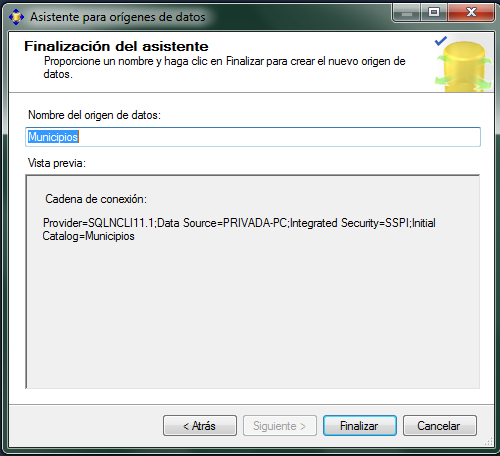 Asistente para orígenes de datos
Finalización del asistente
Proporcione un nombre y haga clic en Finalizar para crear el nuevo origen de
datos.
Nombre del origen de datos:
Municipios
Vista previa:
Cadena de conexión:
Provider=SQLNCLI11.1;Data Source=PRIVADA-PC;Integrated Security=SSPI;Initial
Catalog=Municipios
< Atrás
Siguiente >
Finalizar
Cancelar